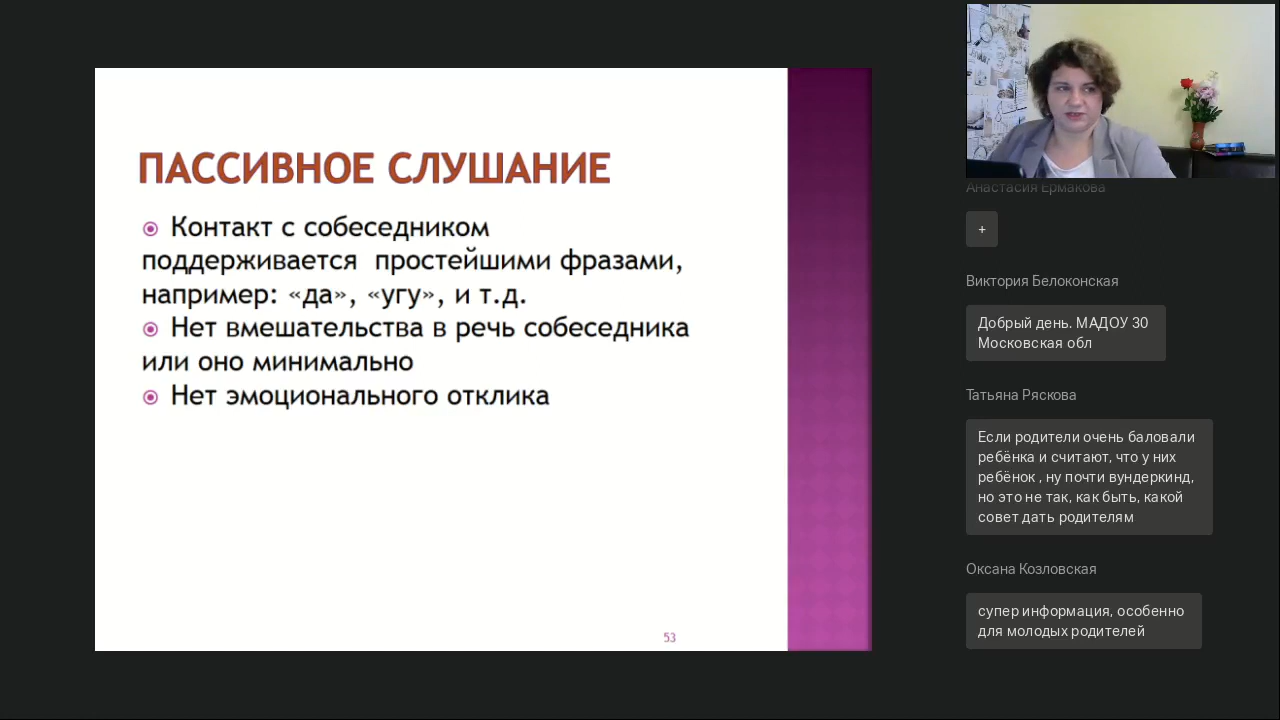 ПАССИВНОЕ СЛУШАНИЕ
Контакт с собеседником
поддерживается простейшими фразами,
например: «да», «угу», и т.д.
Нет вмешательства в речь собеседника
или оно минимально
Нет эмоционального отклика
53
Анастасия Ермакова
+
Виктория Белоконская
Добрый день. МАДОУ 30
Московская обл
Татьяна Ряскова
Если родители очень баловали
ребёнка и считают, что у них
ребёнок , ну почти вундеркинд,
но это не так, как быть, какой
совет дать родителям
Оксана Козловская
супер информация, особенно
для молодых родителей